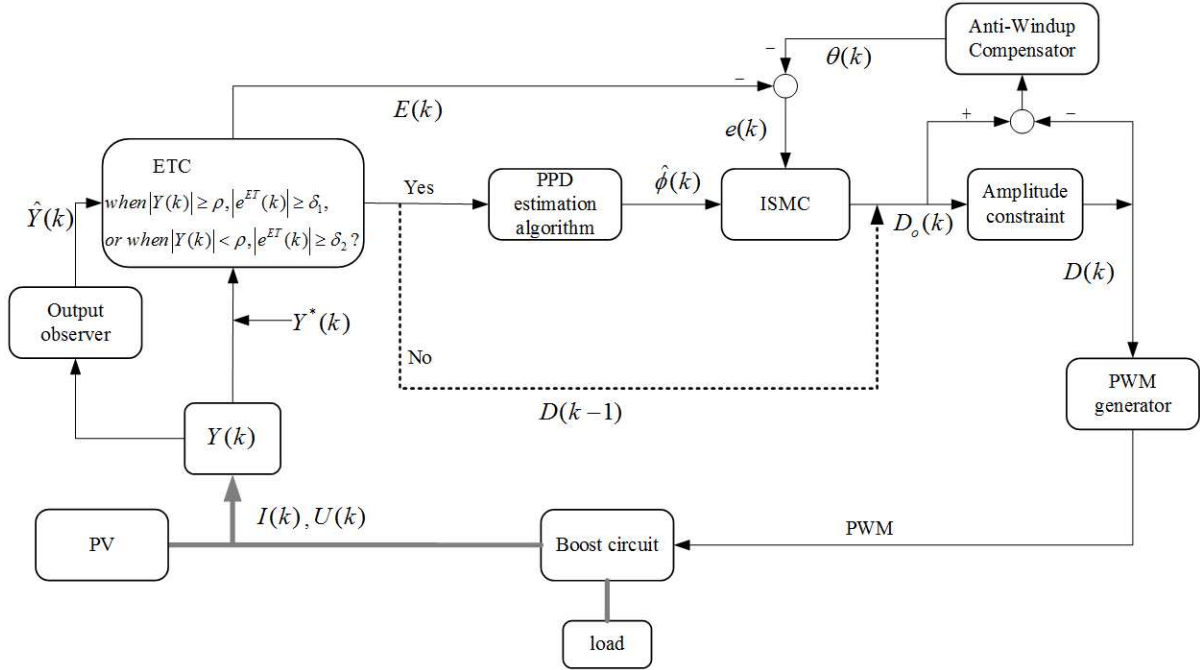 Anti-Windup
Compensator
−
θ(k)
−
E(k)
e(k)
+
−
ETC
when|Y(k)| ≥ ρ,|e^{ET}(k)| ≥ δ₁,
or when|Y(k)| < ρ,|e^{ET}(k)| ≥ δ₂?
Ŷ(k)
Yes
PPD
estimation
algorithm
ϕ̂(k)
ISMC
D_o(k)
Amplitude
constraint
D(k)
Output
observer
Y*(k)
No
D(k−1)
PWM
generator
Y(k)
I(k),U(k)
PV
Boost circuit
PWM
load